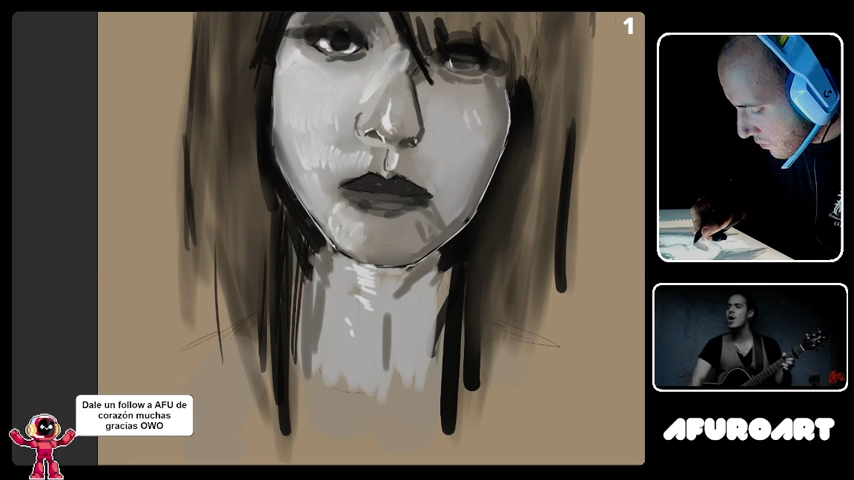 1
Dale un follow a AFU de
corazón muchas
gracias OWO
AFUROART